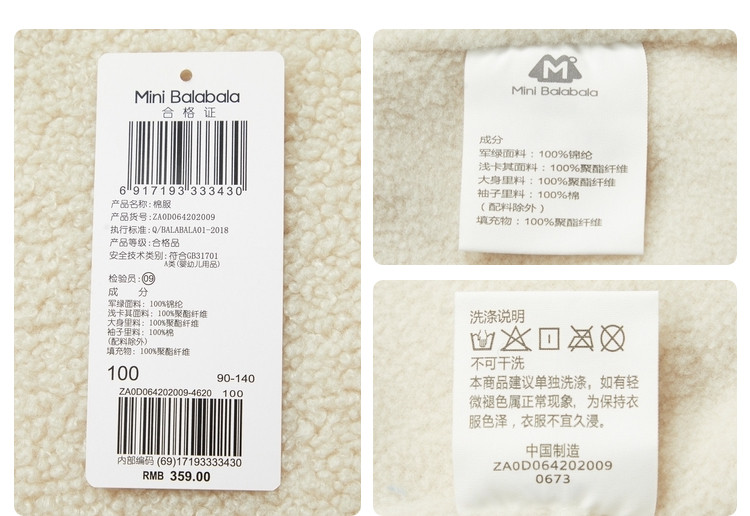 Mini Balabala
合格证
6 917193 333430
产品名称: 棉服
产品货号: ZA0D064202009
执行标准: Q/BALABALA01-2018
产品等级: 合格品
安全技术类别: 符合GB31701
A类(婴幼儿用品)
检验员: 09
成 分
军绿面料: 100%锦纶
浅卡其面料: 100%聚酯纤维
大身里料: 100%聚酯纤维
袖子里料: 100%棉
(配料除外)
填充物: 100%聚酯纤维
100 90-140
ZA0D064202009-4620 100
内部编码 (69)17193333430
RMB 359.00
Mini Balabala
成分
军绿面料：100%锦纶
浅卡其面料：100%聚酯纤维
大身里料：100%聚酯纤维
袖子里料：100%棉
(配料除外)
填充物：100%聚酯纤维
洗涤说明
不可干洗
本商品建议单独洗涤，如有轻
微褪色属正常现象，为保持衣
服色泽，衣服不宜久浸。
中国制造
ZA0D064202009
0673